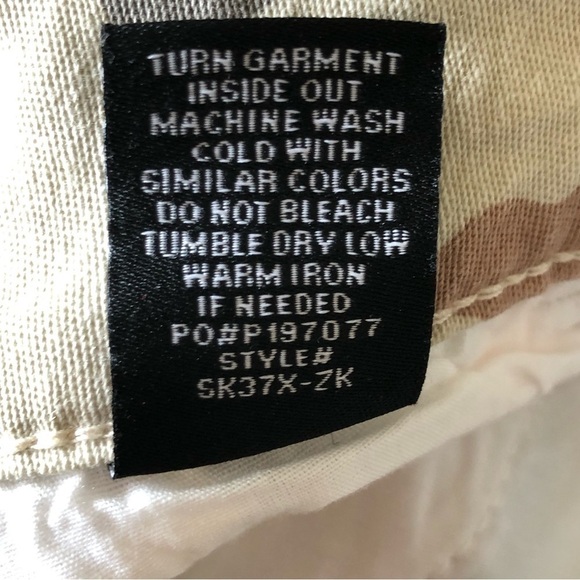 TURN GARMENT
INSIDE OUT
MACHINE WASH
COLD WITH
SIMILAR COLORS
DO NOT BLEACH
TUMBLE DRY LOW
WARM IRON
IF NEEDED
PO#P197077
STYLE#
SK37X-ZK